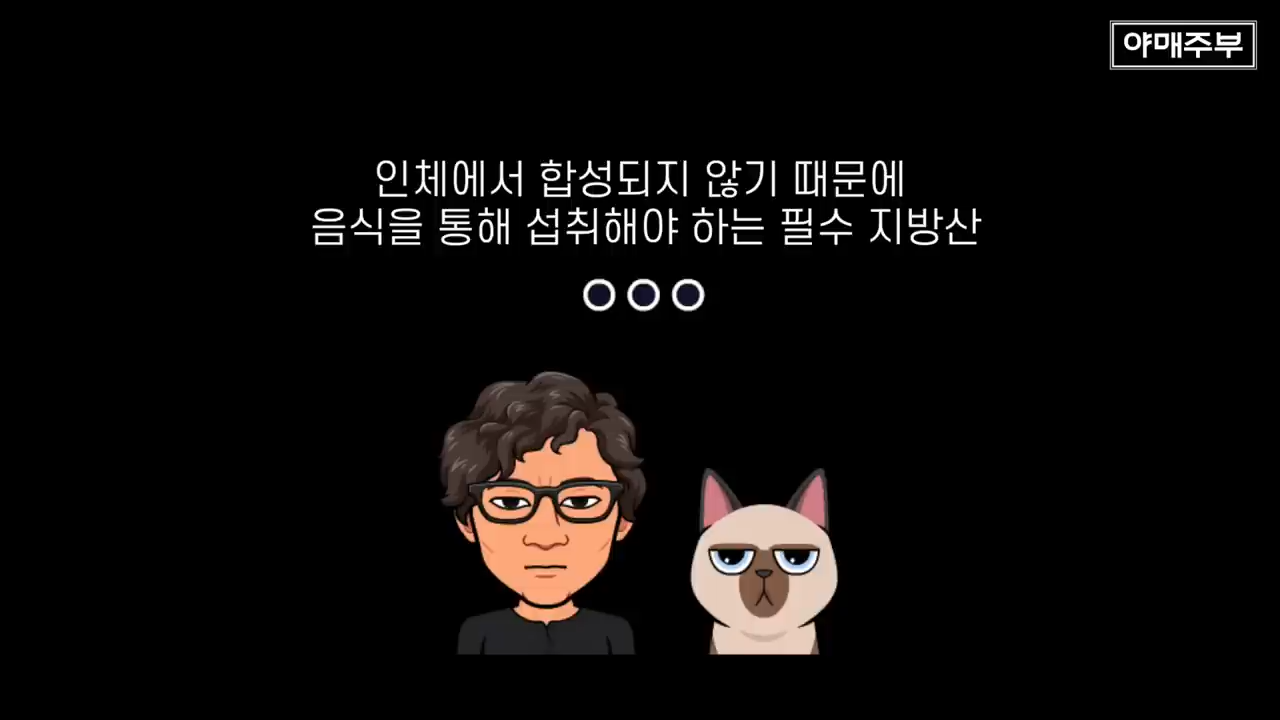 야매주부
인체에서 합성되지 않기 때문에
음식을 통해 섭취해야 하는 필수 지방산